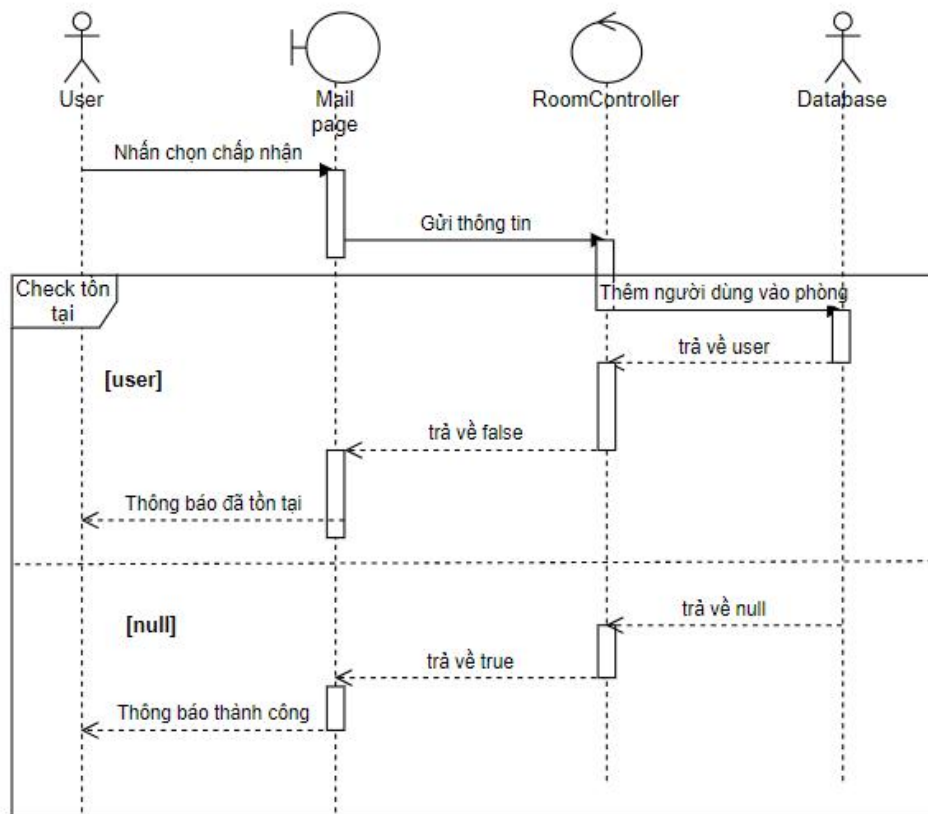 User
Mail
page
RoomController
Database
Nhấn chọn chấp nhận
Gửi thông tin
Check tồn
tại
Thêm người dùng vào phòng
trả về user
[user]
trả về false
Thông báo đã tồn tại
trả về null
[null]
trả về true
Thông báo thành công